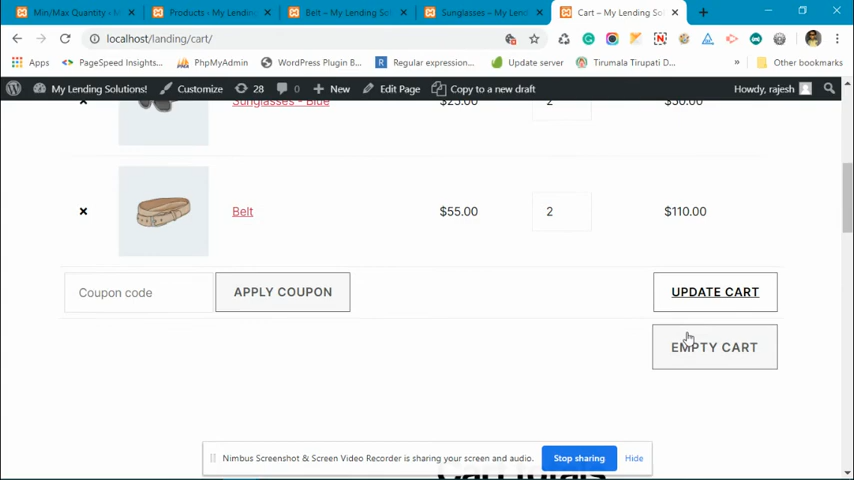 Min/Max Quantity - M
Products - My Lending
Belt – My Lending So
Sunglasses – My Lend
Cart – My Lending Sol
localhost/landing/cart/
Apps
PageSpeed Insights...
PhpMyAdmin
WordPress Plugin B...
Regular expression...
Update server
Tirumala Tirupati D...
»
Other bookmarks
My Lending Solutions!
Customize
28
0
New
Edit Page
Copy to a new draft
Howdy, rajesh
Sunglasses - Blue
$25.00
2
$50.00
×
Belt
$55.00
2
$110.00
Coupon code
APPLY COUPON
UPDATE CART
EMPTY CART
Nimbus Screenshot & Screen Video Recorder is sharing your screen and audio.
Stop sharing
Hide
Cart totals